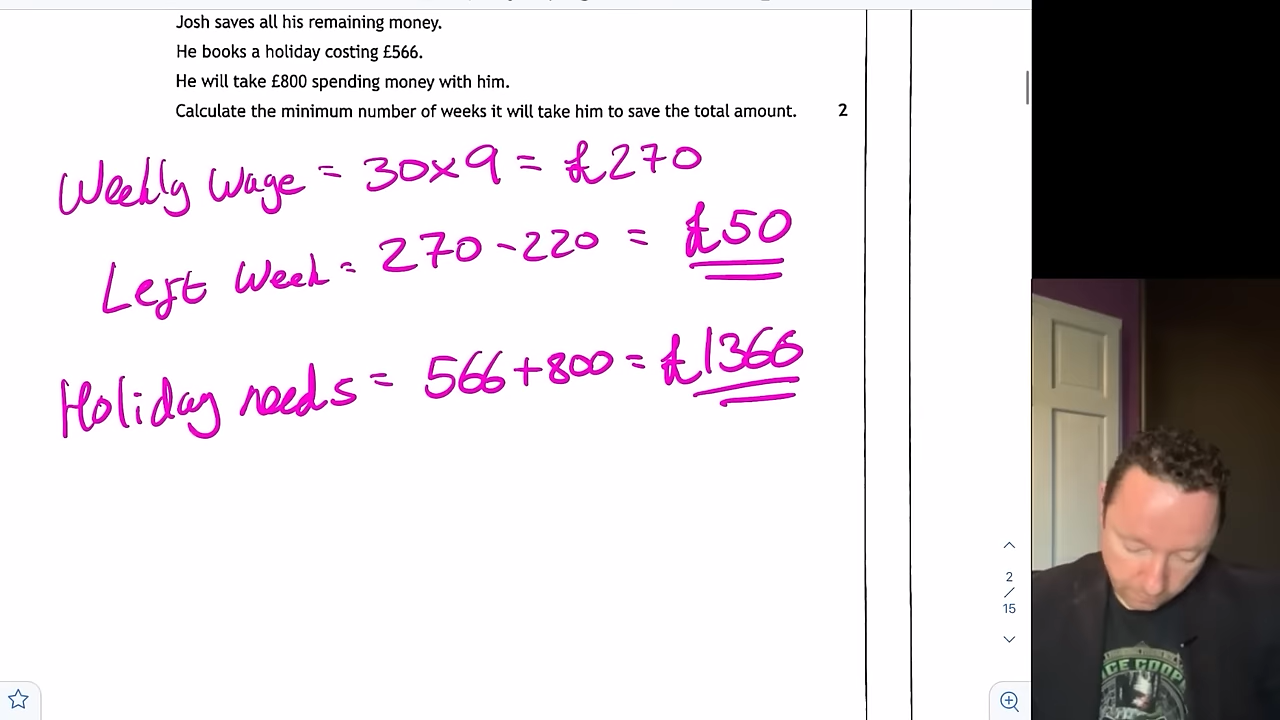 Josh saves all his remaining money.
He books a holiday costing £566.
He will take £800 spending money with him.
Calculate the minimum number of weeks it will take him to save the total amount. 2
Weekly Wage = 30×9 = £270
Left Week = 270 - 220 = £50
Holiday needs = 566+800 = £1366
2
/
15
ICE COOP